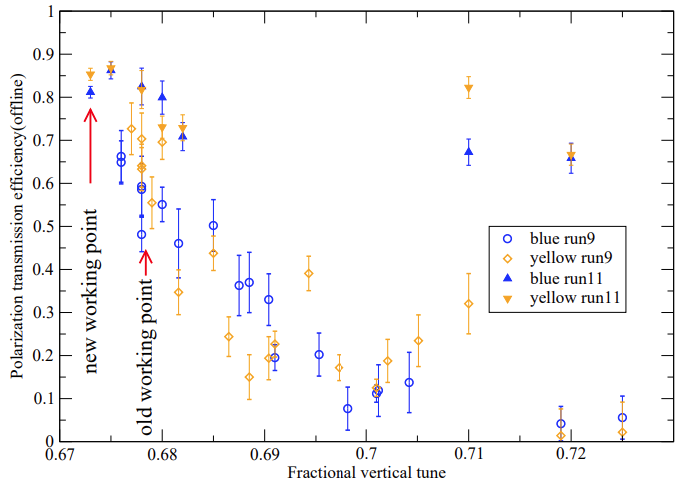 1
0.9
0.8
0.7
0.6
0.5
0.4
0.3
0.2
0.1
0
Polarization transmission efficiency(offline)
new working point
old working point
blue run9
yellow run9
blue run11
yellow run11
0.67
0.68
0.69
0.7
0.71
0.72
Fractional vertical tune